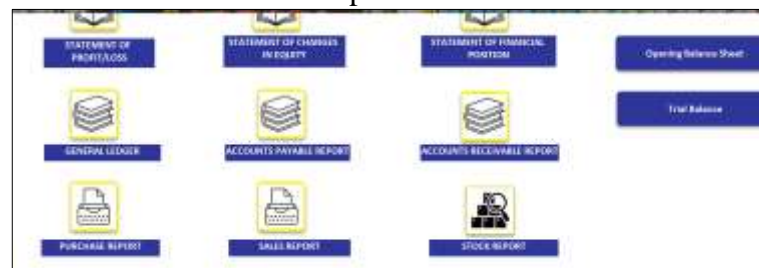 STATEMENT OF
PROFIT/LOSS
STATEMENT OF CHANGES
IN EQUITY
STATEMENT OF FINANCIAL
POSITION
Opening Balance Sheet
Trial Balance
GENERAL LEDGER
ACCOUNTS PAYABLE REPORT
ACCOUNTS RECEIVABLE REPORT
PURCHASE REPORT
SALES REPORT
STOCK REPORT